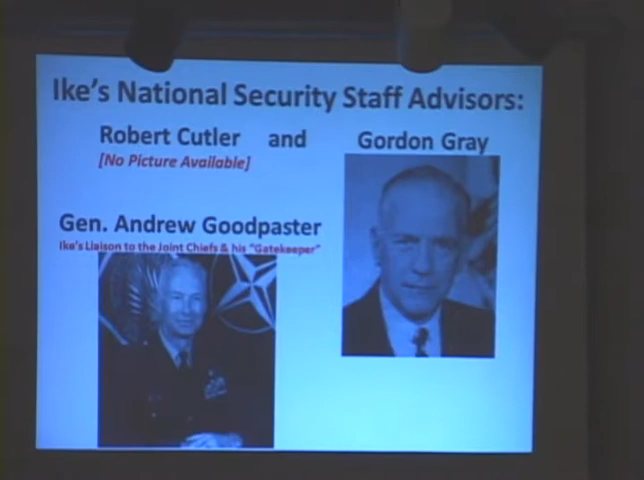 Ike's National Security Staff Advisors:
Robert Cutler and Gordon Gray
[No Picture Available]
Gen. Andrew Goodpaster
Ike's Liaison to the Joint Chiefs & his "Gatekeeper"